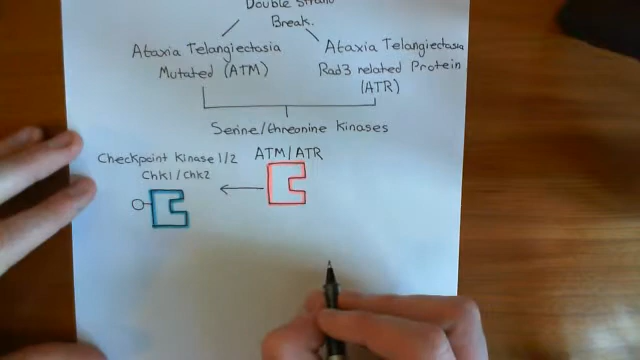 Double Strand
Break.
Ataxia Telangiectasia
Mutated (ATM)
Ataxia Telangiectasia
Rad3 related Protein
(ATR)
Serine/threonine Kinases
Checkpoint Kinase 1/2
Chk1/Chk2
ATM/ATR